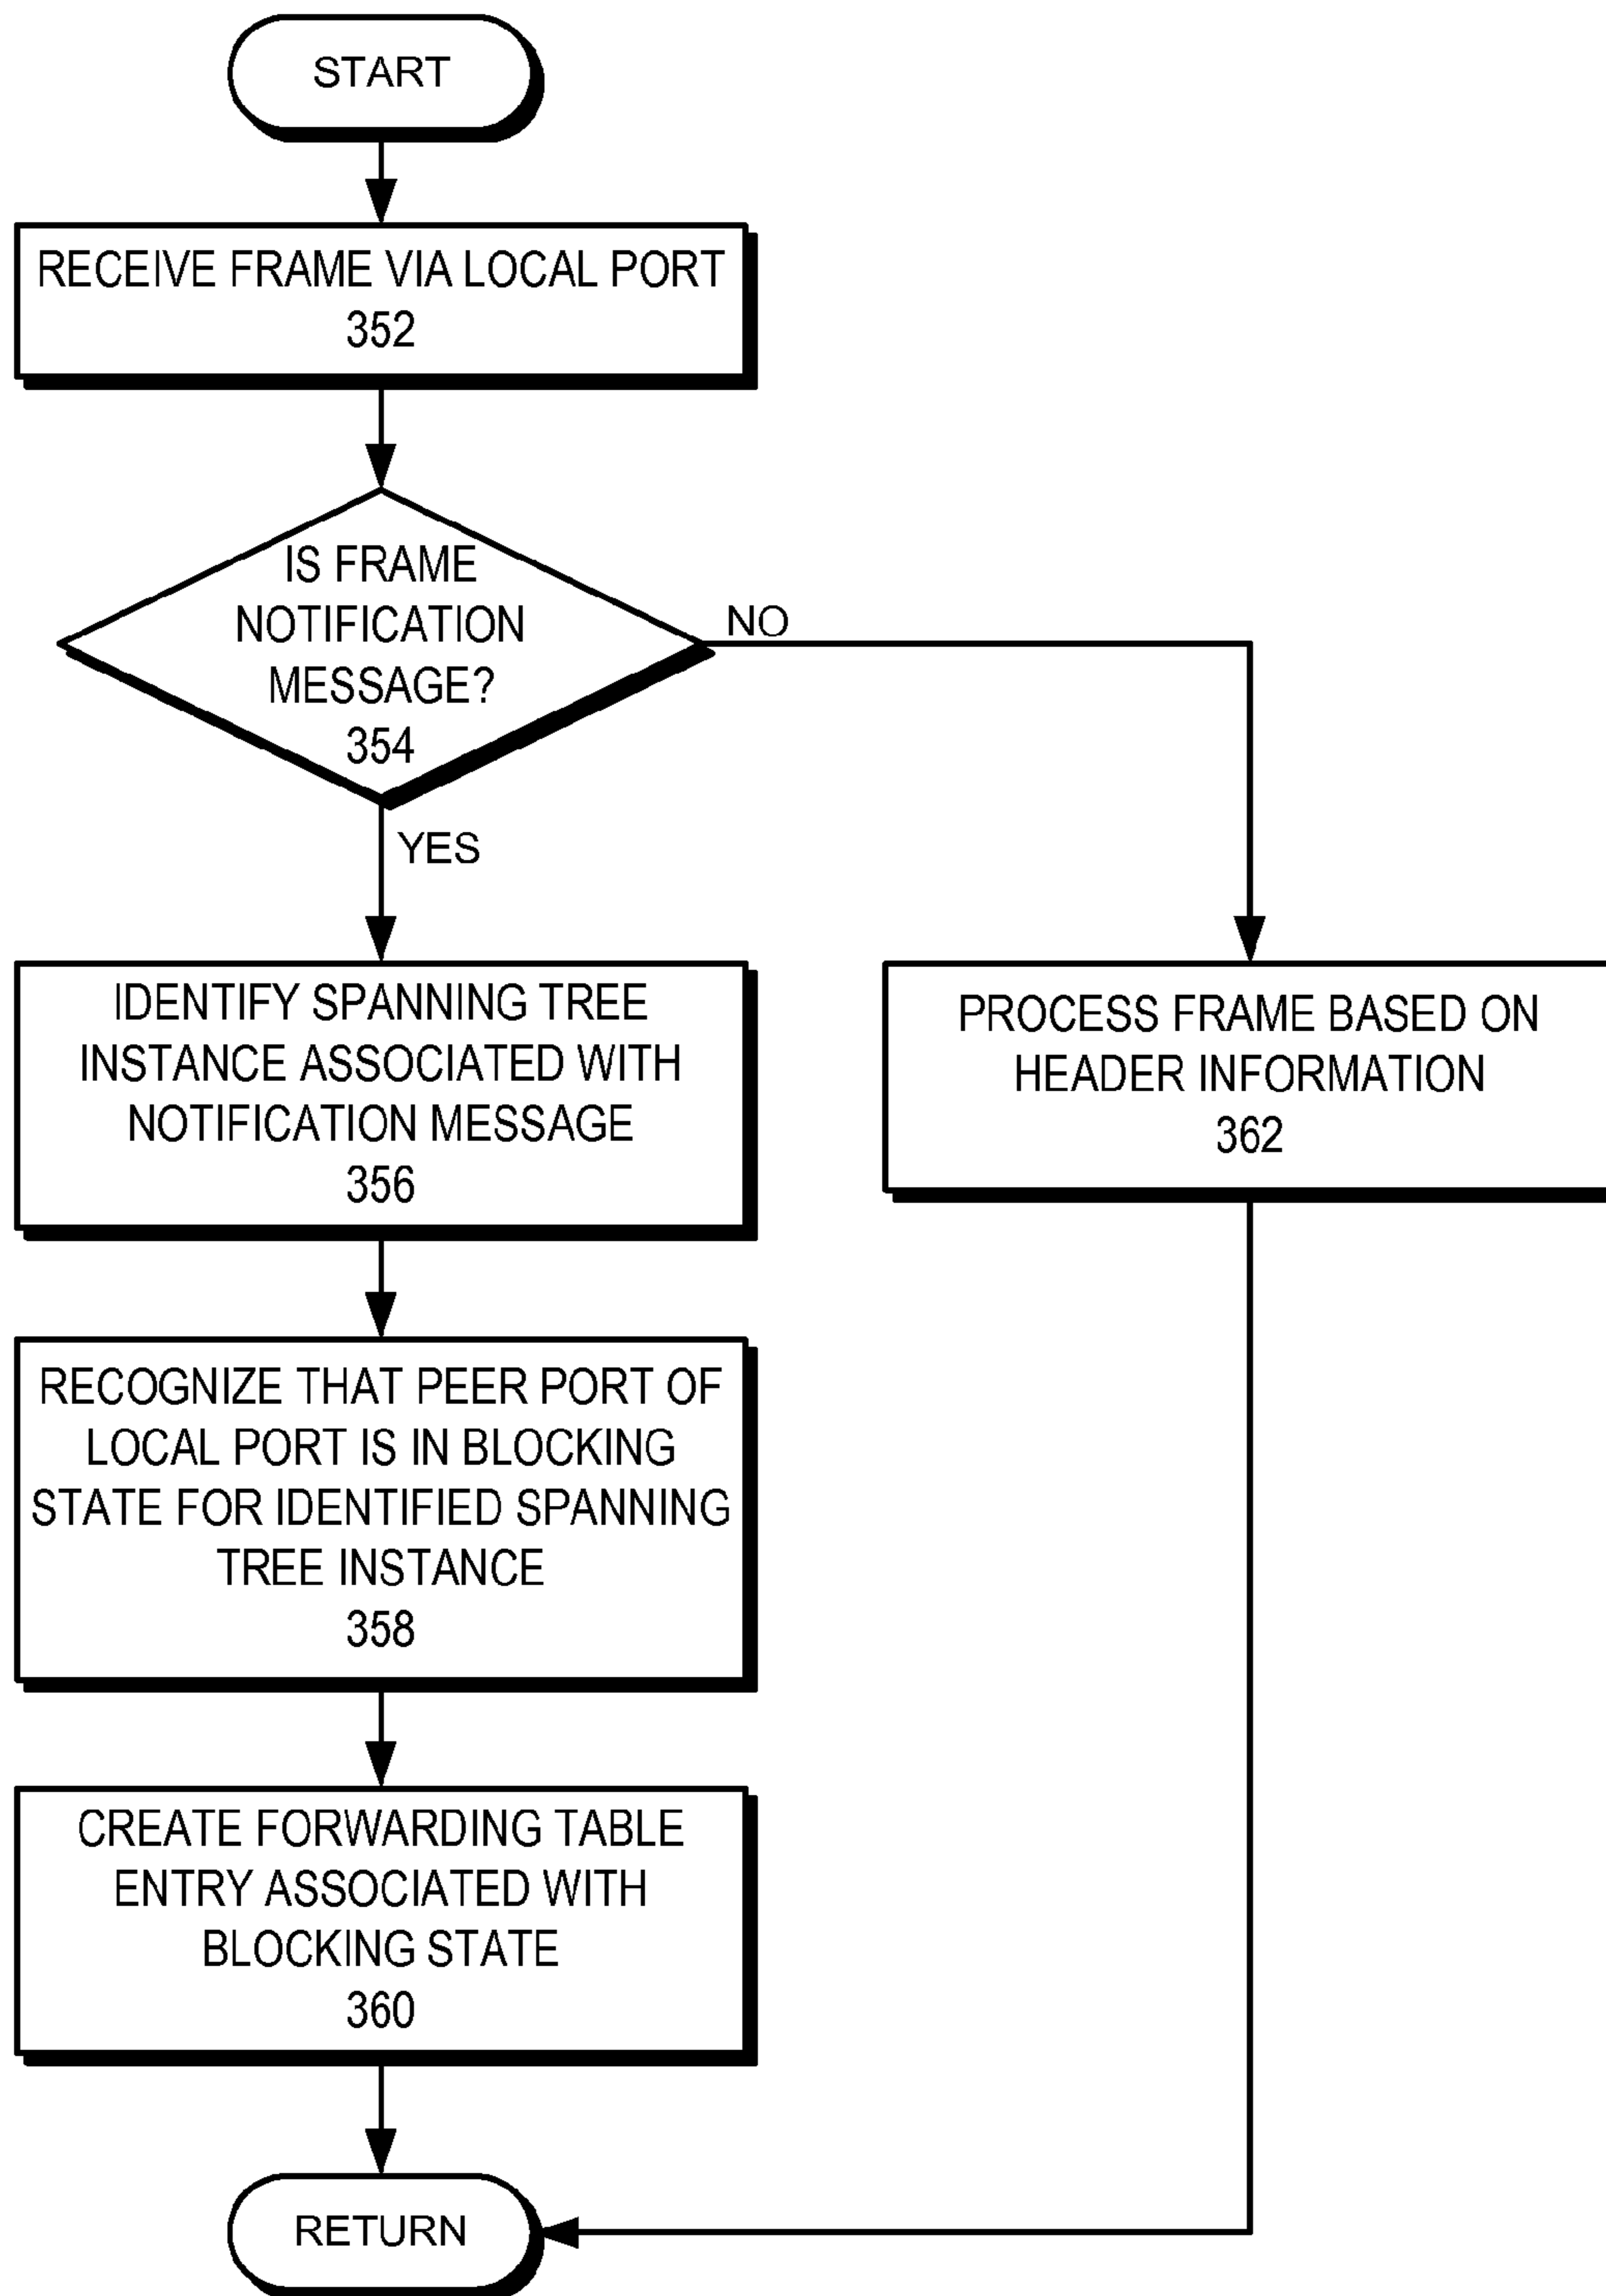 START
RECEIVE FRAME VIA LOCAL PORT
352
IS FRAME
NOTIFICATION
MESSAGE?
354
NO
YES
IDENTIFY SPANNING TREE
INSTANCE ASSOCIATED WITH
NOTIFICATION MESSAGE
356
PROCESS FRAME BASED ON
HEADER INFORMATION
362
RECOGNIZE THAT PEER PORT OF
LOCAL PORT IS IN BLOCKING
STATE FOR IDENTIFIED SPANNING
TREE INSTANCE
358
CREATE FORWARDING TABLE
ENTRY ASSOCIATED WITH
BLOCKING STATE
360
RETURN